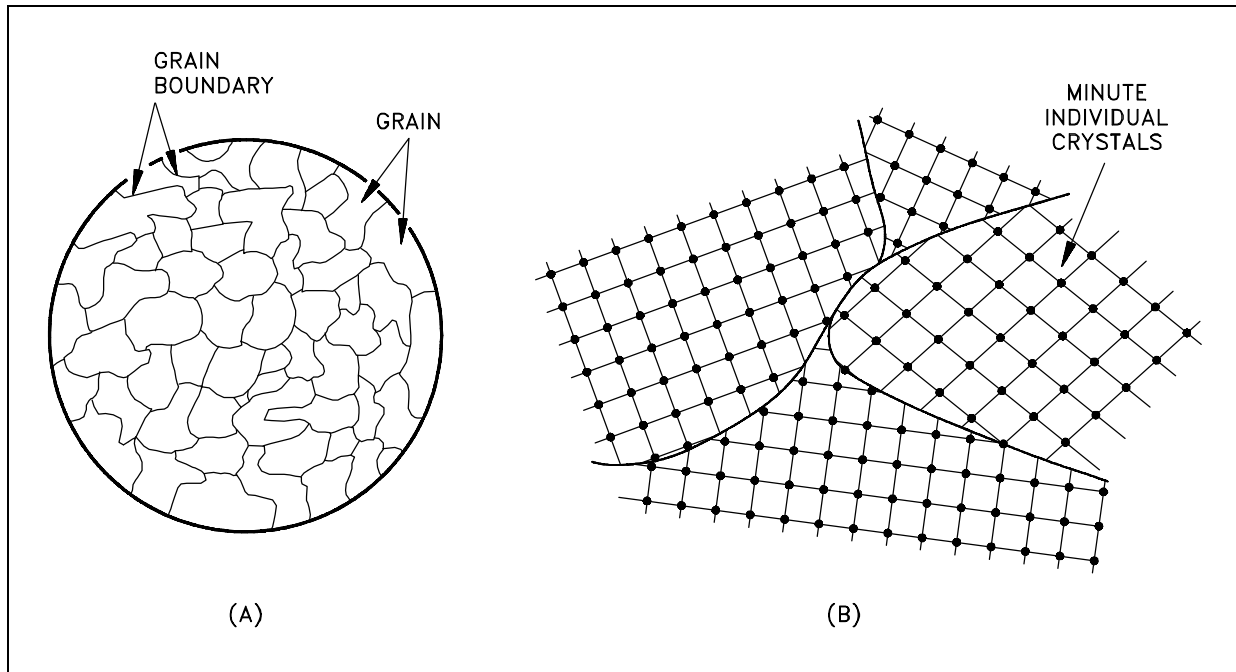 GRAIN
BOUNDARY
GRAIN
MINUTE
INDIVIDUAL
CRYSTALS
(A)
(B)